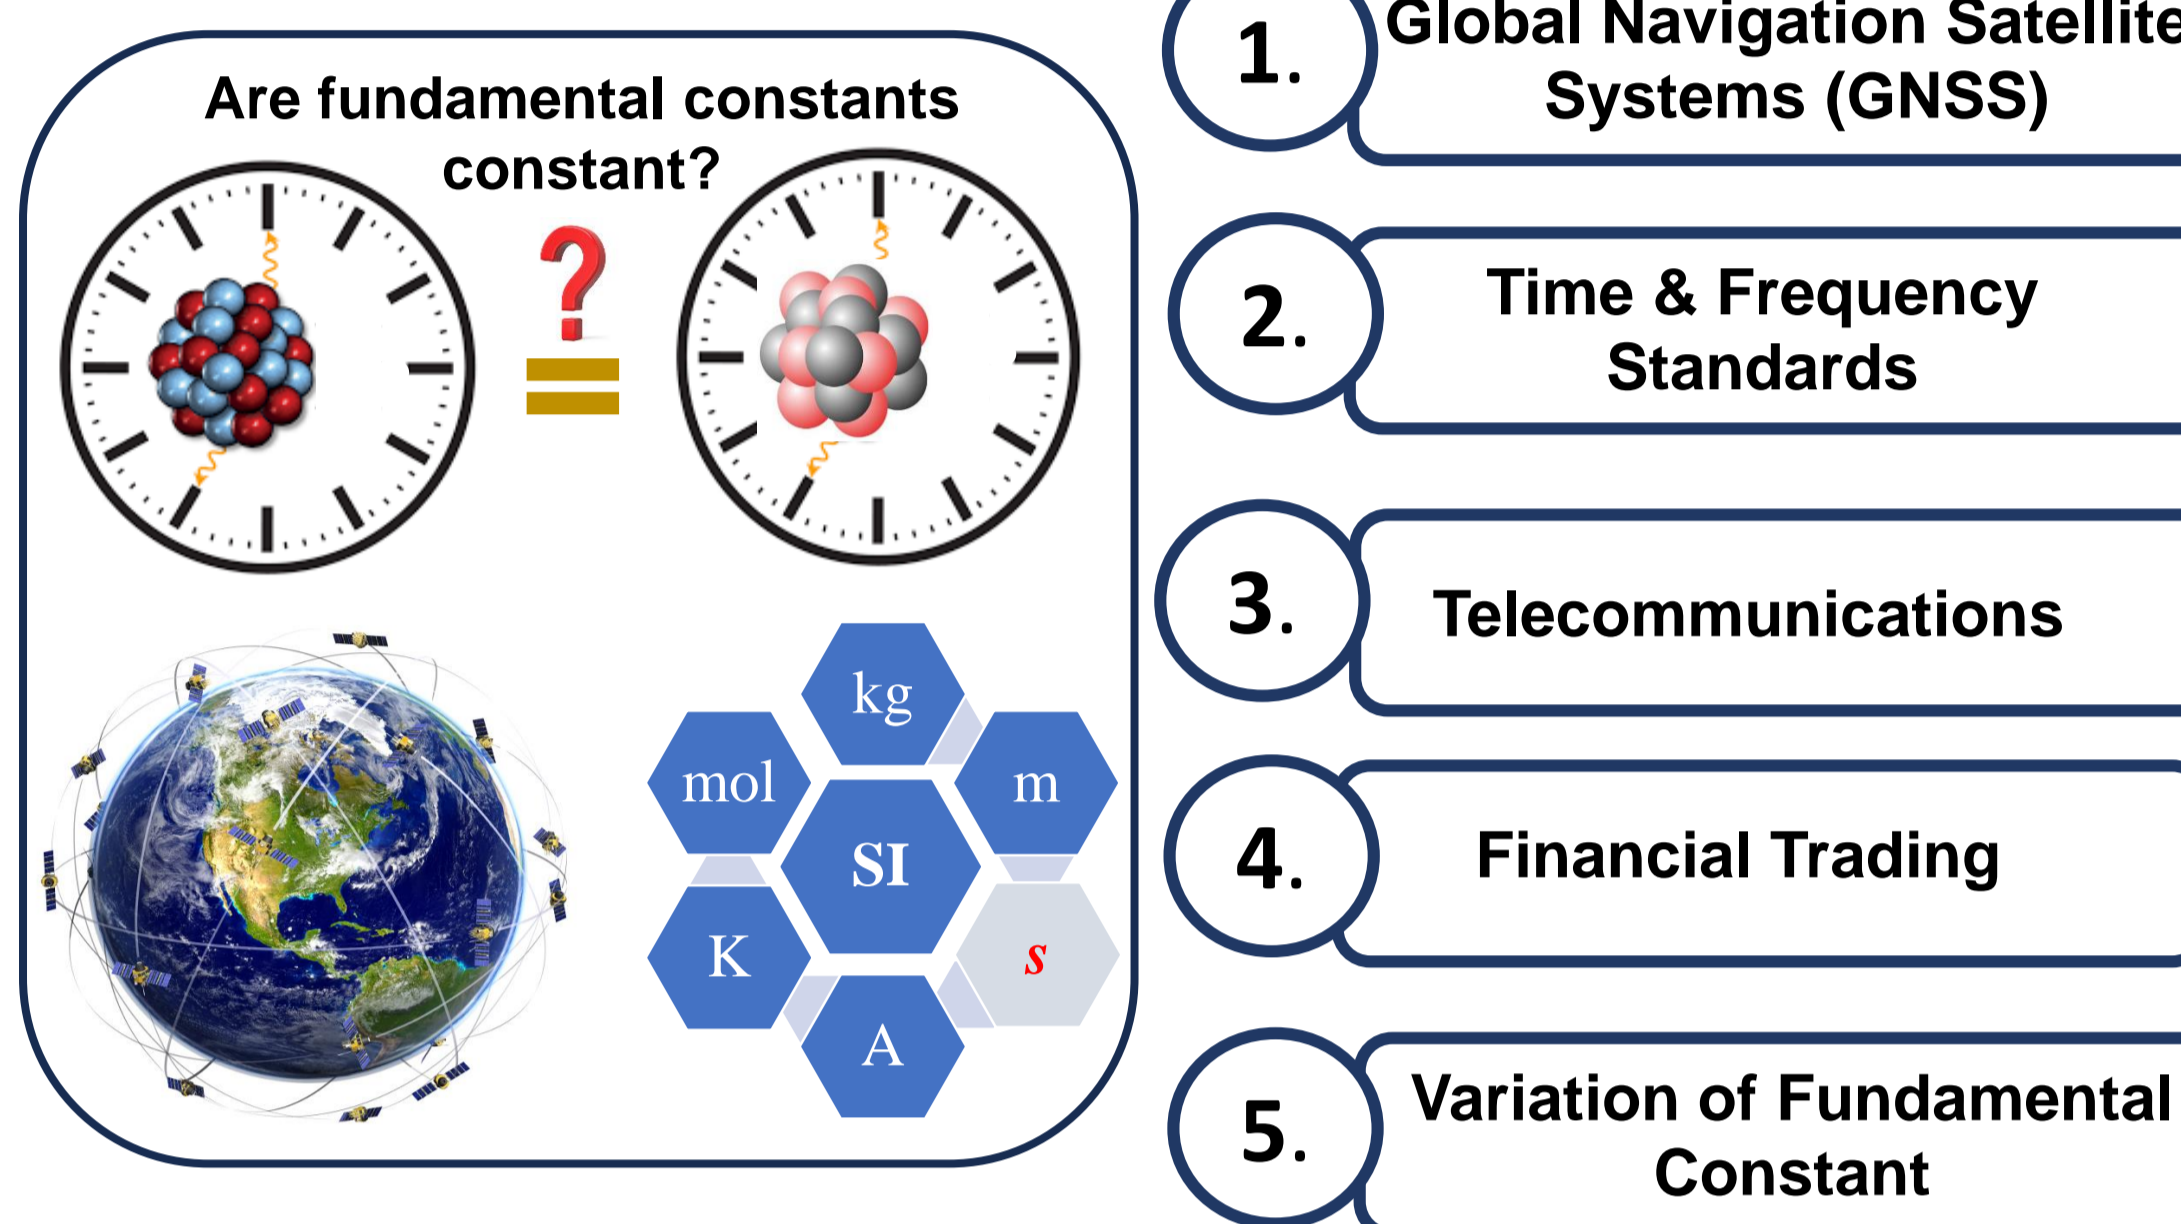 Are fundamental constants
constant?
?
=
kg
mol
m
SI
K
s
A
1.
Global Navigation Satellite
Systems (GNSS)
2.
Time & Frequency
Standards
3.
Telecommunications
4.
Financial Trading
5.
Variation of Fundamental
Constant